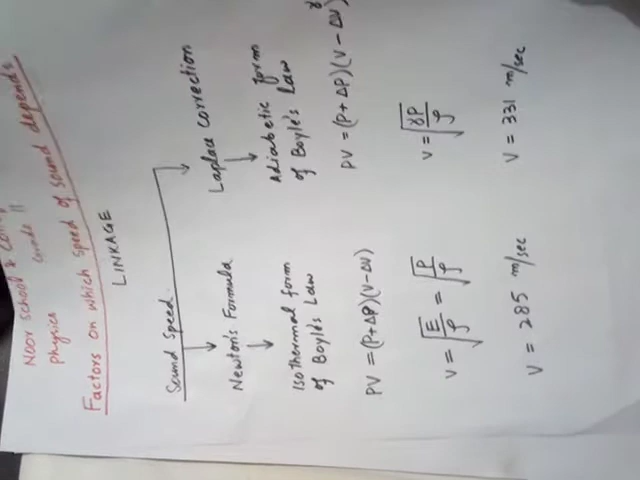 Noor school &
Physics Grade 11
Factors on which speed of sound depends
LINKAGE
Sound Speed
Newton's Formula
Isothermal form
of Boyle's Law
PV = (P+ΔP)(V-ΔV)
V = √E/ρ = √P/ρ
V = 285 m/sec
Laplace correction
Adiabetic form
of Boyle's Law
PV = (P+ΔP)(V-ΔV)^γ
V = √γP/ρ
V = 331 m/sec